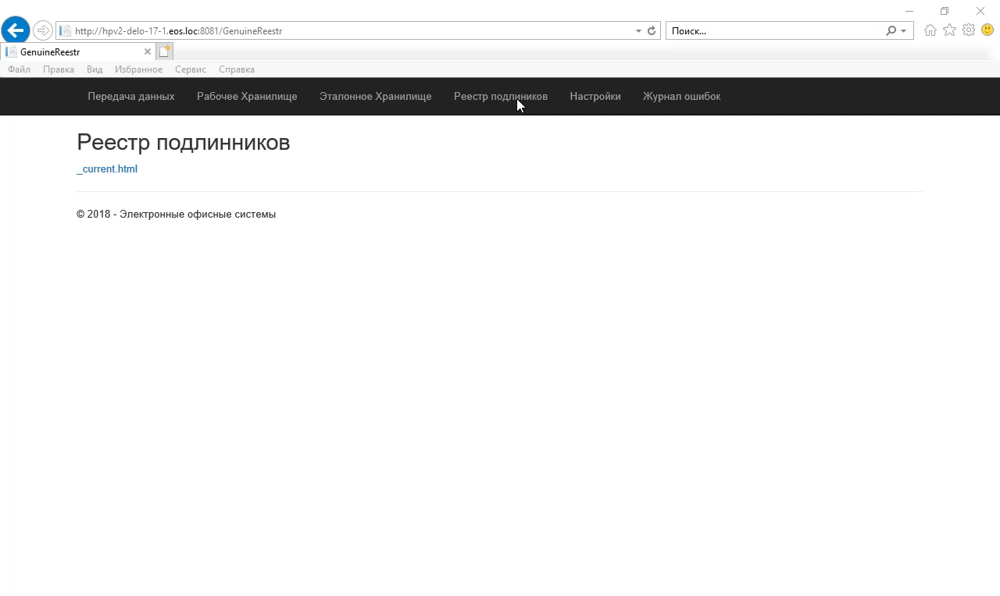 http://hpv2-delo-17-1.eos.loc:8081/GenuineReestr
Поиск...
GenuineReestr
Файл Правка Вид Избранное Сервис Справка
Передача данных Рабочее Хранилище Эталонное Хранилище Реестр подлиников Настройки Журнал ошибок
Реестр подлинников
_current.html
© 2018 - Электронные офисные системы